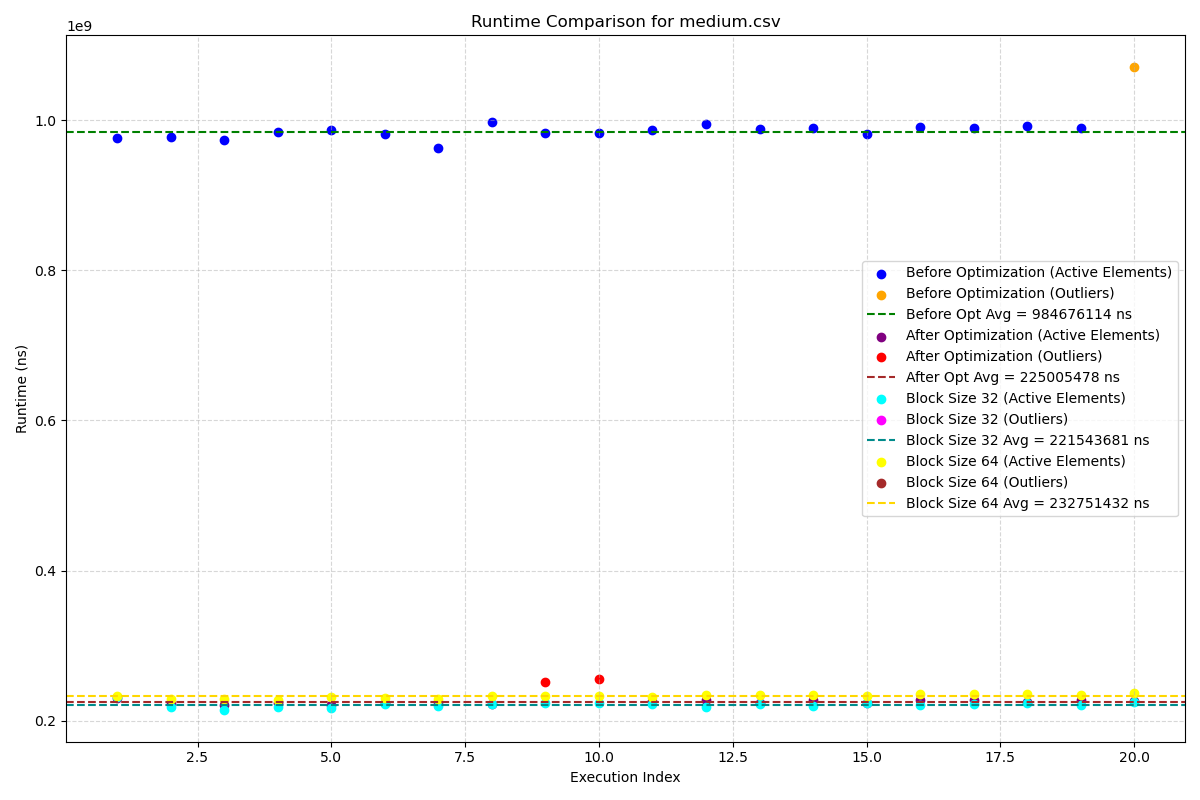 Runtime Comparison for medium.csv
1e9
1.0
0.8
0.6
0.4
0.2
Runtime (ns)
Before Optimization (Active Elements)
Before Optimization (Outliers)
Before Opt Avg = 984676114 ns
After Optimization (Active Elements)
After Optimization (Outliers)
After Opt Avg = 225005478 ns
Block Size 32 (Active Elements)
Block Size 32 (Outliers)
Block Size 32 Avg = 221543681 ns
Block Size 64 (Active Elements)
Block Size 64 (Outliers)
Block Size 64 Avg = 232751432 ns
2.5 5.0 7.5 10.0 12.5 15.0 17.5 20.0
Execution Index